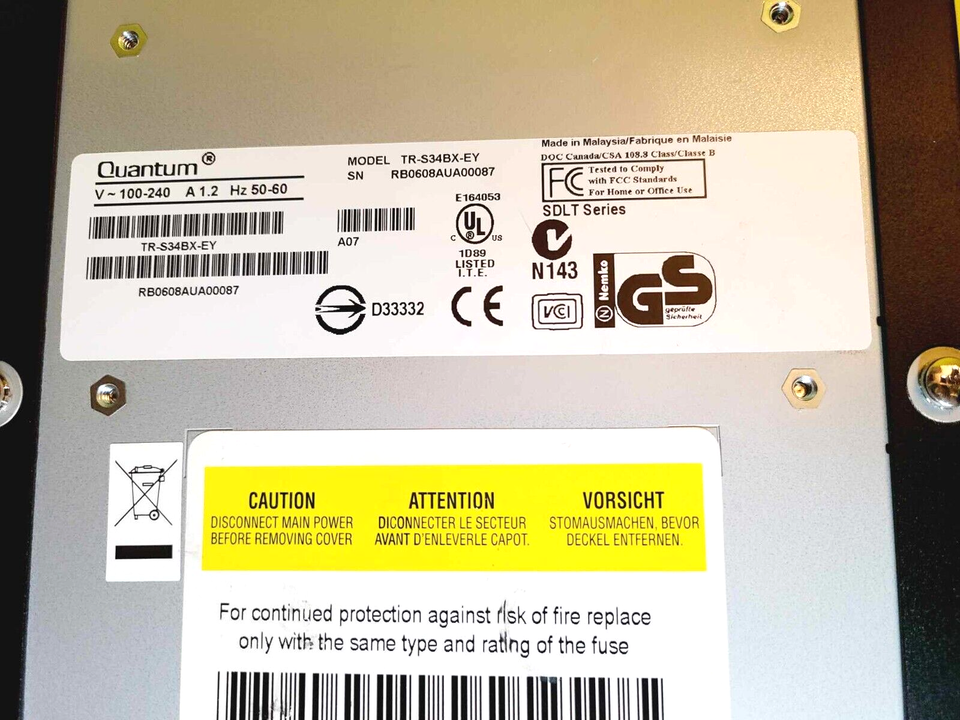 Quantum®
V ~ 100-240 A 1.2 Hz 50-60
TR-S34BX-EY
RB0608AUA00087
MODEL TR-S34BX-EY
SN RB0608AUA00087
A07
D33332
E164053
C UL® US
1D89
LISTED
I.T.E.
CE
Made in Malaysia/Fabrique en Malaisie
DOC Canada/CSA 108.8 Class/Classe B
FC
Tested to Comply
with FCC Standards
For Home or Office Use
SDLT Series
N143
VCI
N Nemko
GS
geprüfte
Sicherheit
CAUTION
DISCONNECT MAIN POWER
BEFORE REMOVING COVER
ATTENTION
DICONNECTER LE SECTEUR
AVANT D'ENLEVERLE CAPOT.
VORSICHT
STOMAUSMACHEN, BEVOR
DECKEL ENTFERNEN.
For continued protection against risk of fire replace
only with the same type and rating of the fuse